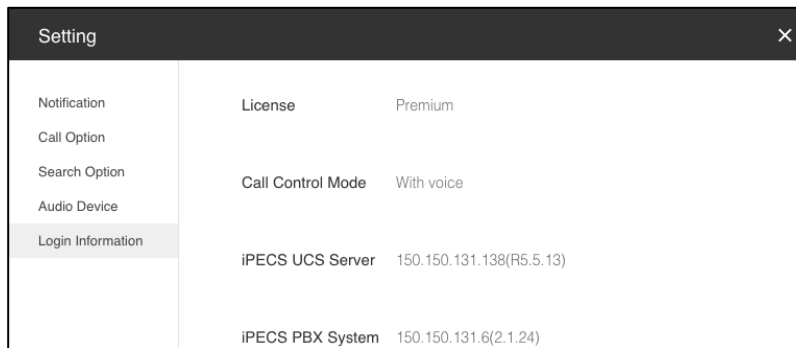 Setting
Notification
Call Option
Search Option
Audio Device
Login Information
License Premium
Call Control Mode With voice
iPECS UCS Server 150.150.131.138(R5.5.13)
iPECS PBX System 150.150.131.6(2.1.24)